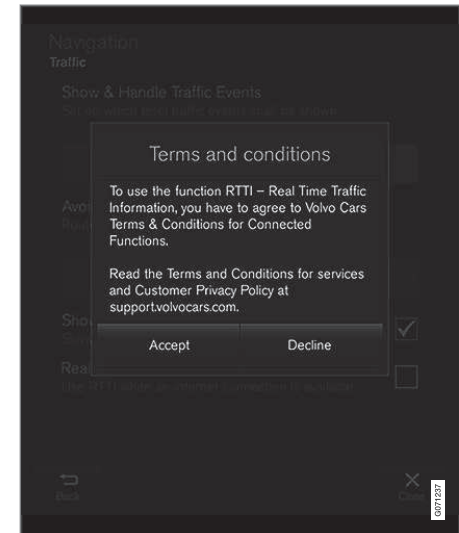 Navigation
Traffic
Show & Handle Traffic Events
Terms and conditions
To use the function RTTI – Real Time Traffic
Information, you have to agree to Volvo Cars
Terms & Conditions for Connected
Functions.
Read the Terms and Conditions for services
and Customer Privacy Policy at
support.volvocars.com.
Accept
Decline
Back
Close
G071237